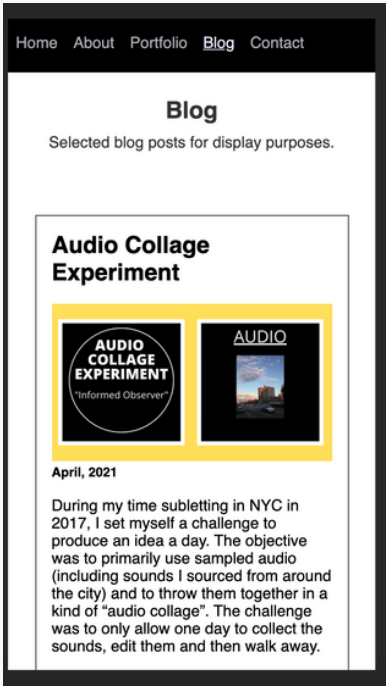 Home About Portfolio Blog Contact
Blog
Selected blog posts for display purposes.
Audio Collage
Experiment
AUDIO
COLLAGE
EXPERIMENT
"Informed Observer"
AUDIO
April, 2021
During my time subletting in NYC in
2017, I set myself a challenge to
produce an idea a day. The objective
was to primarily use sampled audio
(including sounds I sourced from around
the city) and to throw them together in a
kind of “audio collage”. The challenge
was to only allow one day to collect the
sounds, edit them and then walk away.